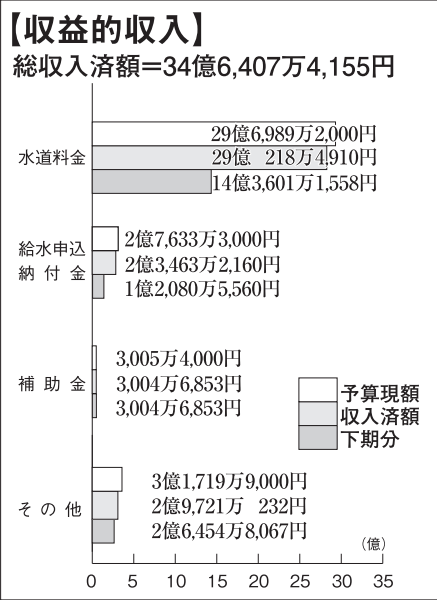 【収益的収入】
総収入済額＝34億6,407万4,155円
水道料金
29億6,989万2,000円
29億　218万4,910円
14億3,601万1,558円
給水申込
納付金
2億7,633万3,000円
2億3,463万2,160円
1億2,080万5,560円
補助金
3,005万4,000円
3,004万6,853円
3,004万6,853円
予算現額
収入済額
下期分
その他
3億1,719万9,000円
2億9,721万　232円
2億6,454万8,067円
（億）
0 5 10 15 20 25 30 35